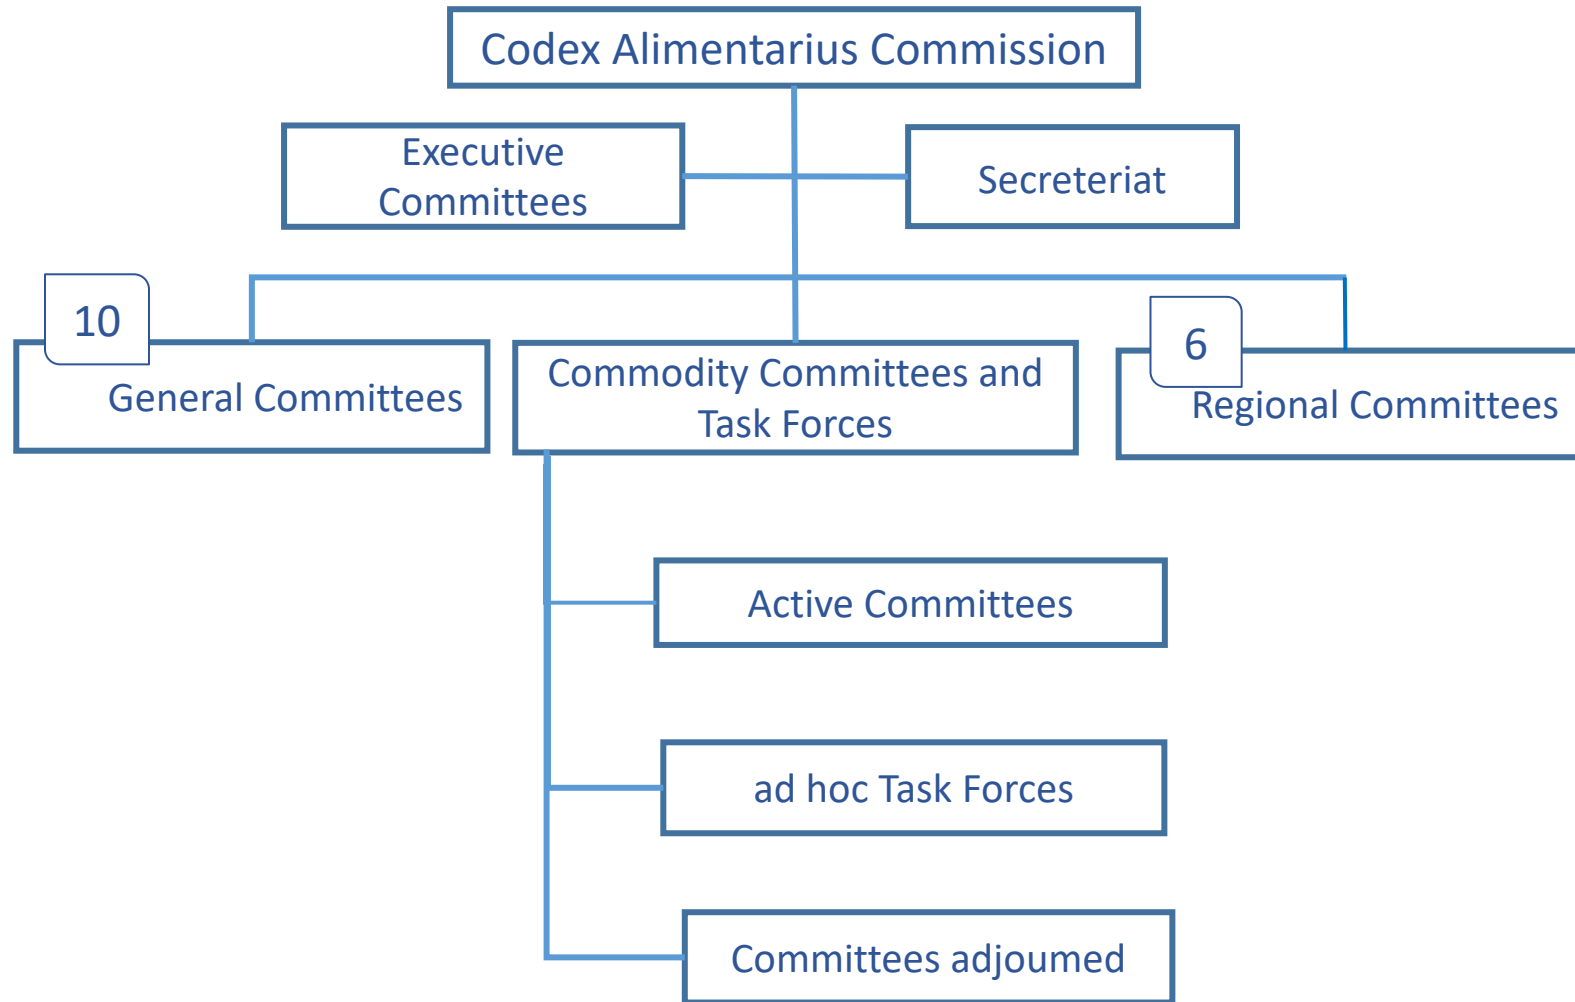 Codex Alimentarius Commission
Executive
Committees
Secreteriat
10
General Committees
Commodity Committees and
Task Forces
6
Regional Committees
Active Committees
ad hoc Task Forces
Committees adjoumed